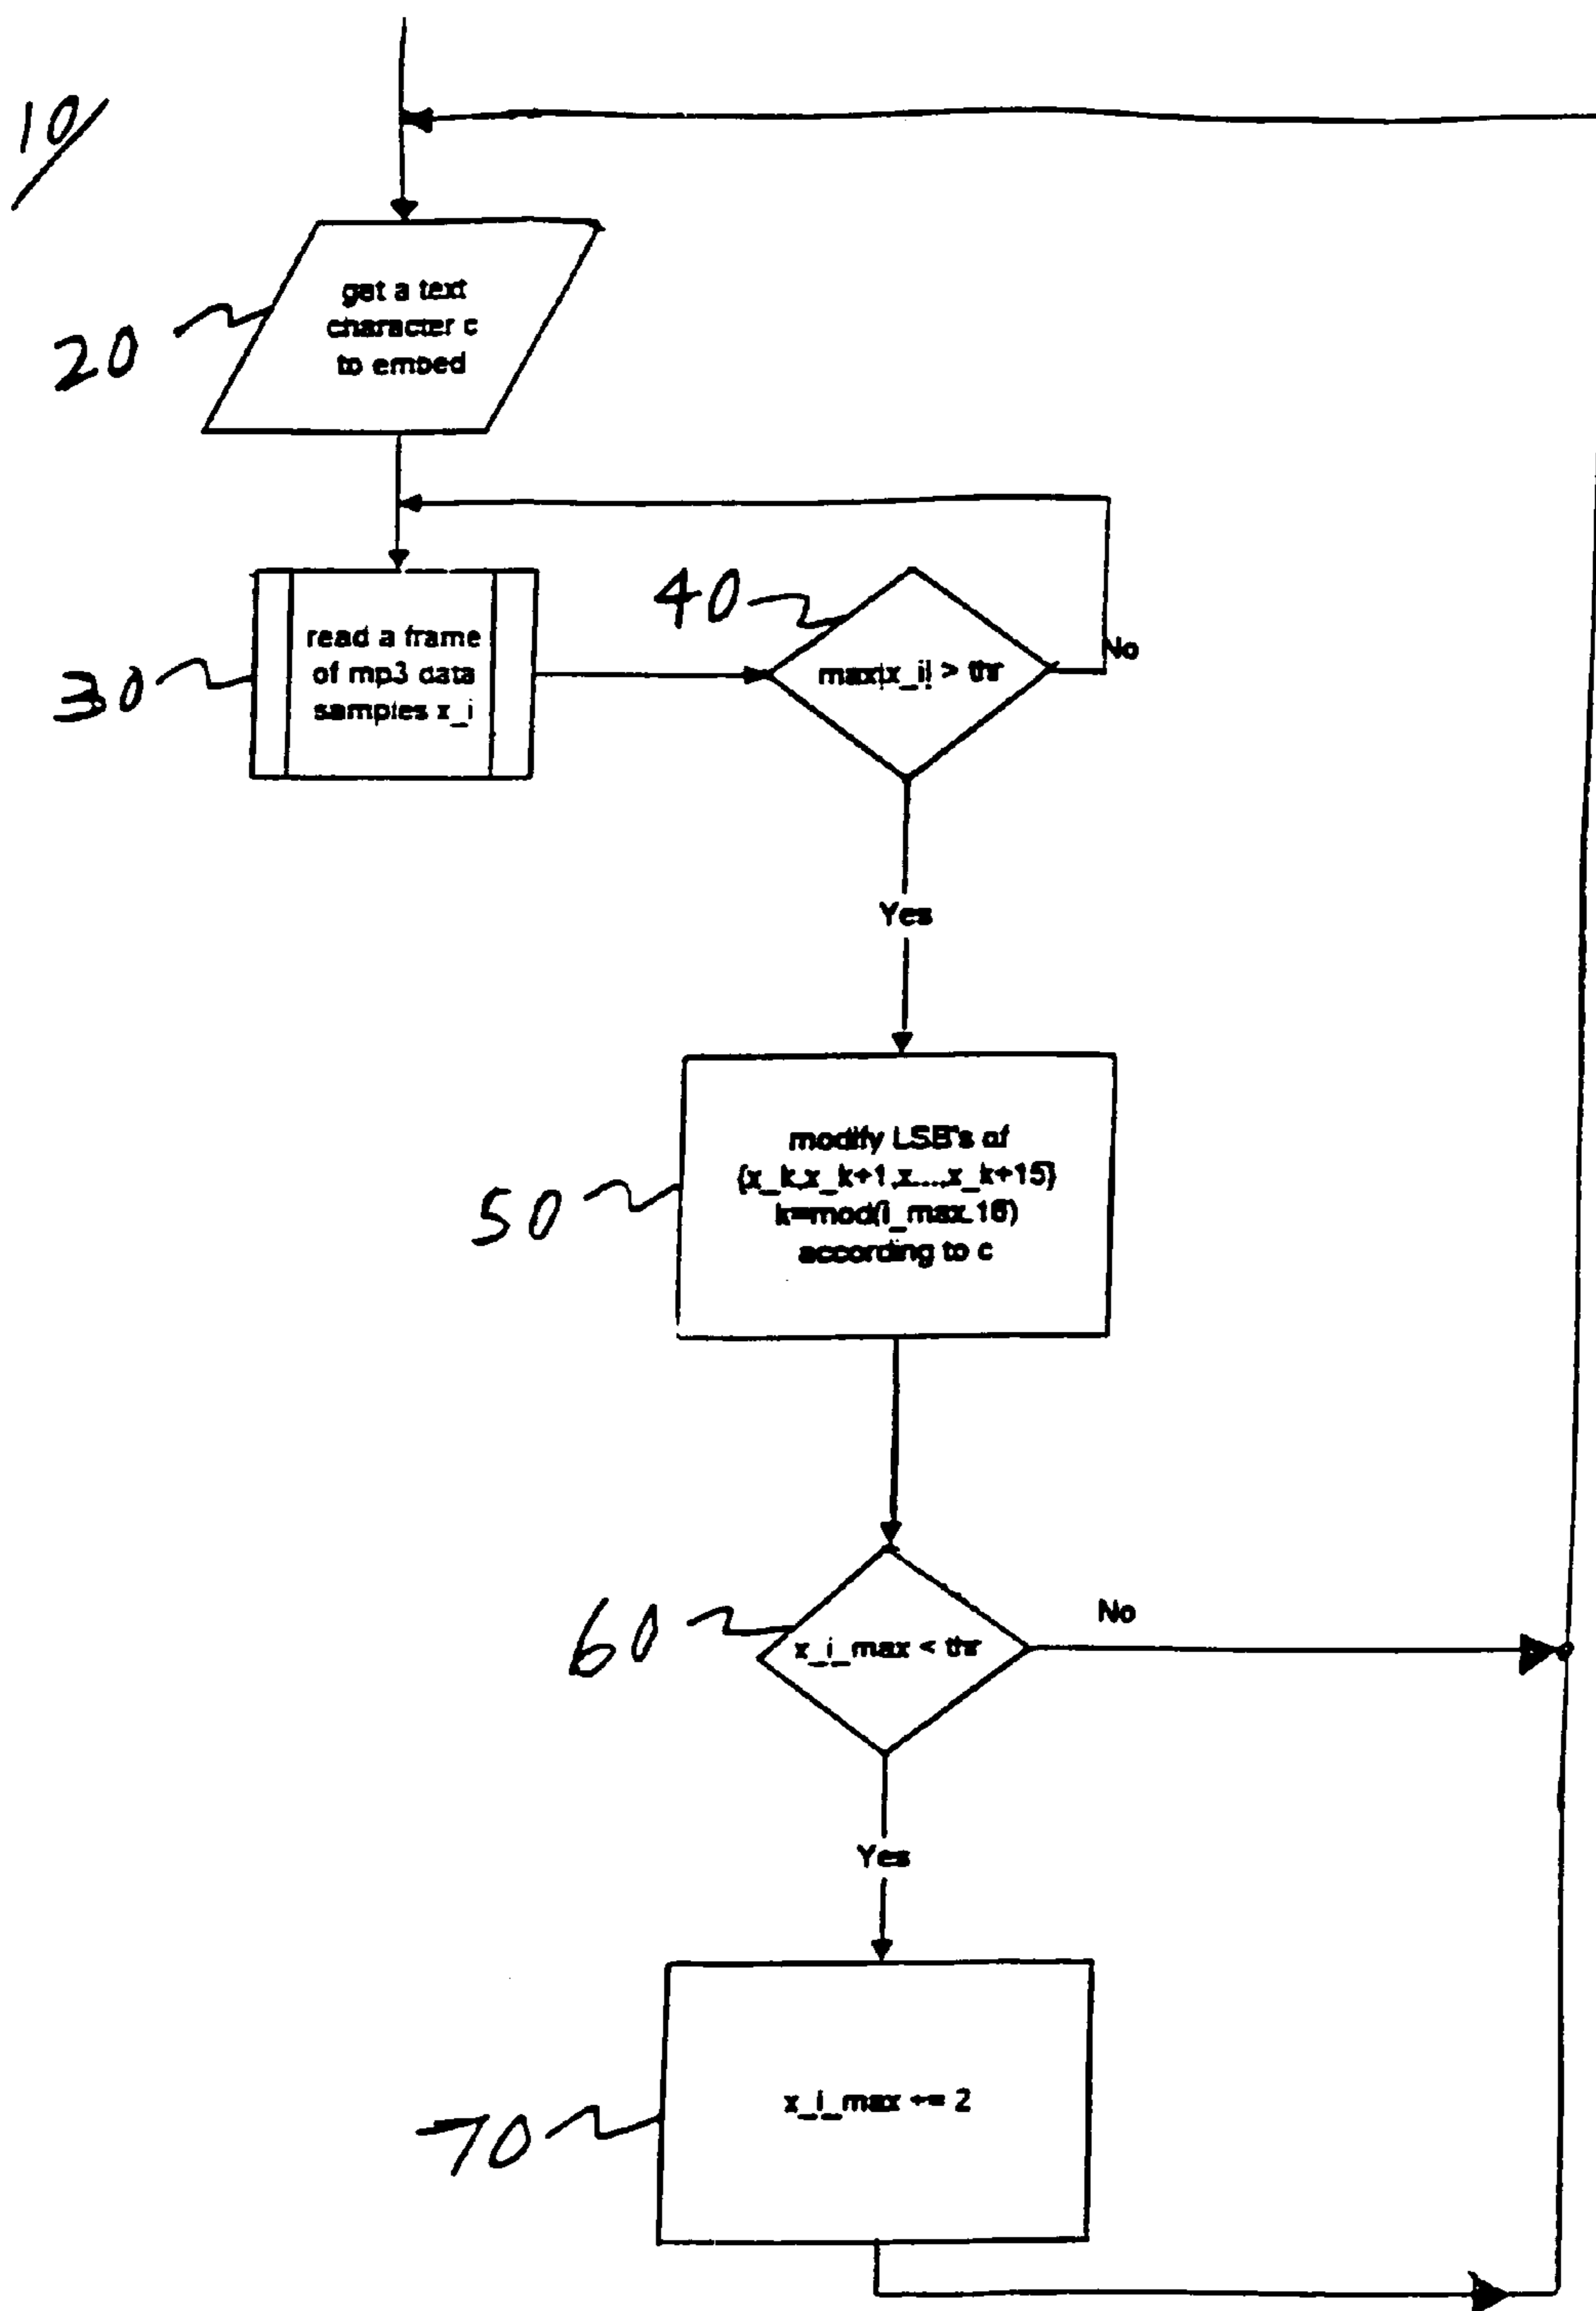 10
20
get a text
character c
to embed
30
read a frame
of mp3 data
samples x_i
40
max|x_i| > thr
No
Yes
50
modify LSB's of
{x_k,x_k+1,x...,x_k+15}
k=mod(i_max,16)
according to c
60
x_i_max < thr
No
Yes
70
x_i_max += 2